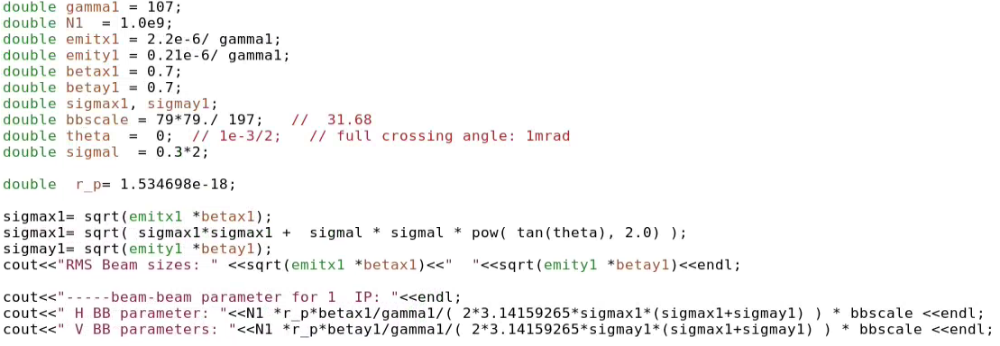 double gamma1 = 107;
double N1  = 1.0e9;
double emitx1 = 2.2e-6/ gamma1;
double emity1 = 0.21e-6/ gamma1;
double betax1 = 0.7;
double betay1 = 0.7;
double sigmax1, sigmay1;
double bbscale = 79*79./ 197;   //  31.68
double theta  =  0;  // 1e-3/2;   // full crossing angle: 1mrad
double sigmal  = 0.3*2;
double  r_p= 1.534698e-18;
sigmax1= sqrt(emitx1 *betax1);
sigmax1= sqrt( sigmax1*sigmax1 +  sigmal * sigmal * pow( tan(theta), 2.0) );
sigmay1= sqrt(emity1 *betay1);
cout<<"RMS Beam sizes: " <<sqrt(emitx1 *betax1)<<"  "<<sqrt(emity1 *betay1)<<endl;
cout<<"-----beam-beam parameter for 1  IP: "<<endl;
cout<<" H BB parameter: "<<N1 *r_p*betax1/gamma1/( 2*3.14159265*sigmax1*(sigmax1+sigmay1) ) * bbscale <<endl;
cout<<" V BB parameters: "<<N1 *r_p*betay1/gamma1/( 2*3.14159265*sigmay1*(sigmax1+sigmay1) ) * bbscale <<endl;